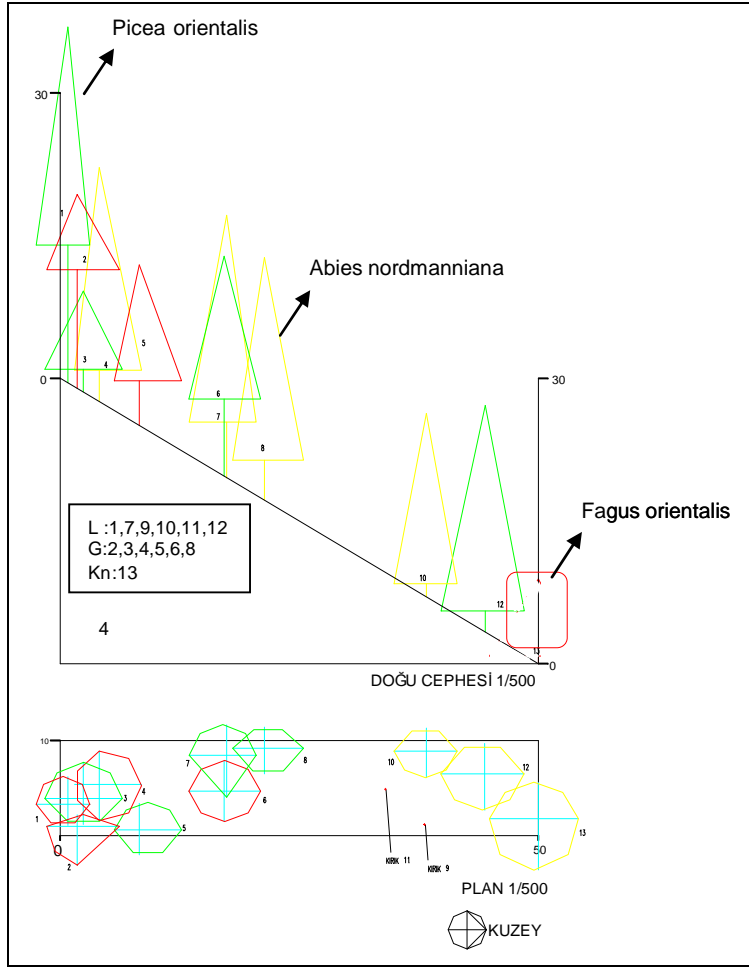 Picea orientalis
30
1
2
Abies nordmanniana
3
4
5
6
7
8
0
30
L :1,7,9,10,11,12
G:2,3,4,5,6,8
Kn:13
Fagus orientalis
10
12
4
13
0
DOĞU CEPHESİ 1/500
10
7
8
10
12
3
4
6
1
5
13
2
0
KIRIK 11
KIRIK 9
50
PLAN 1/500
KUZEY